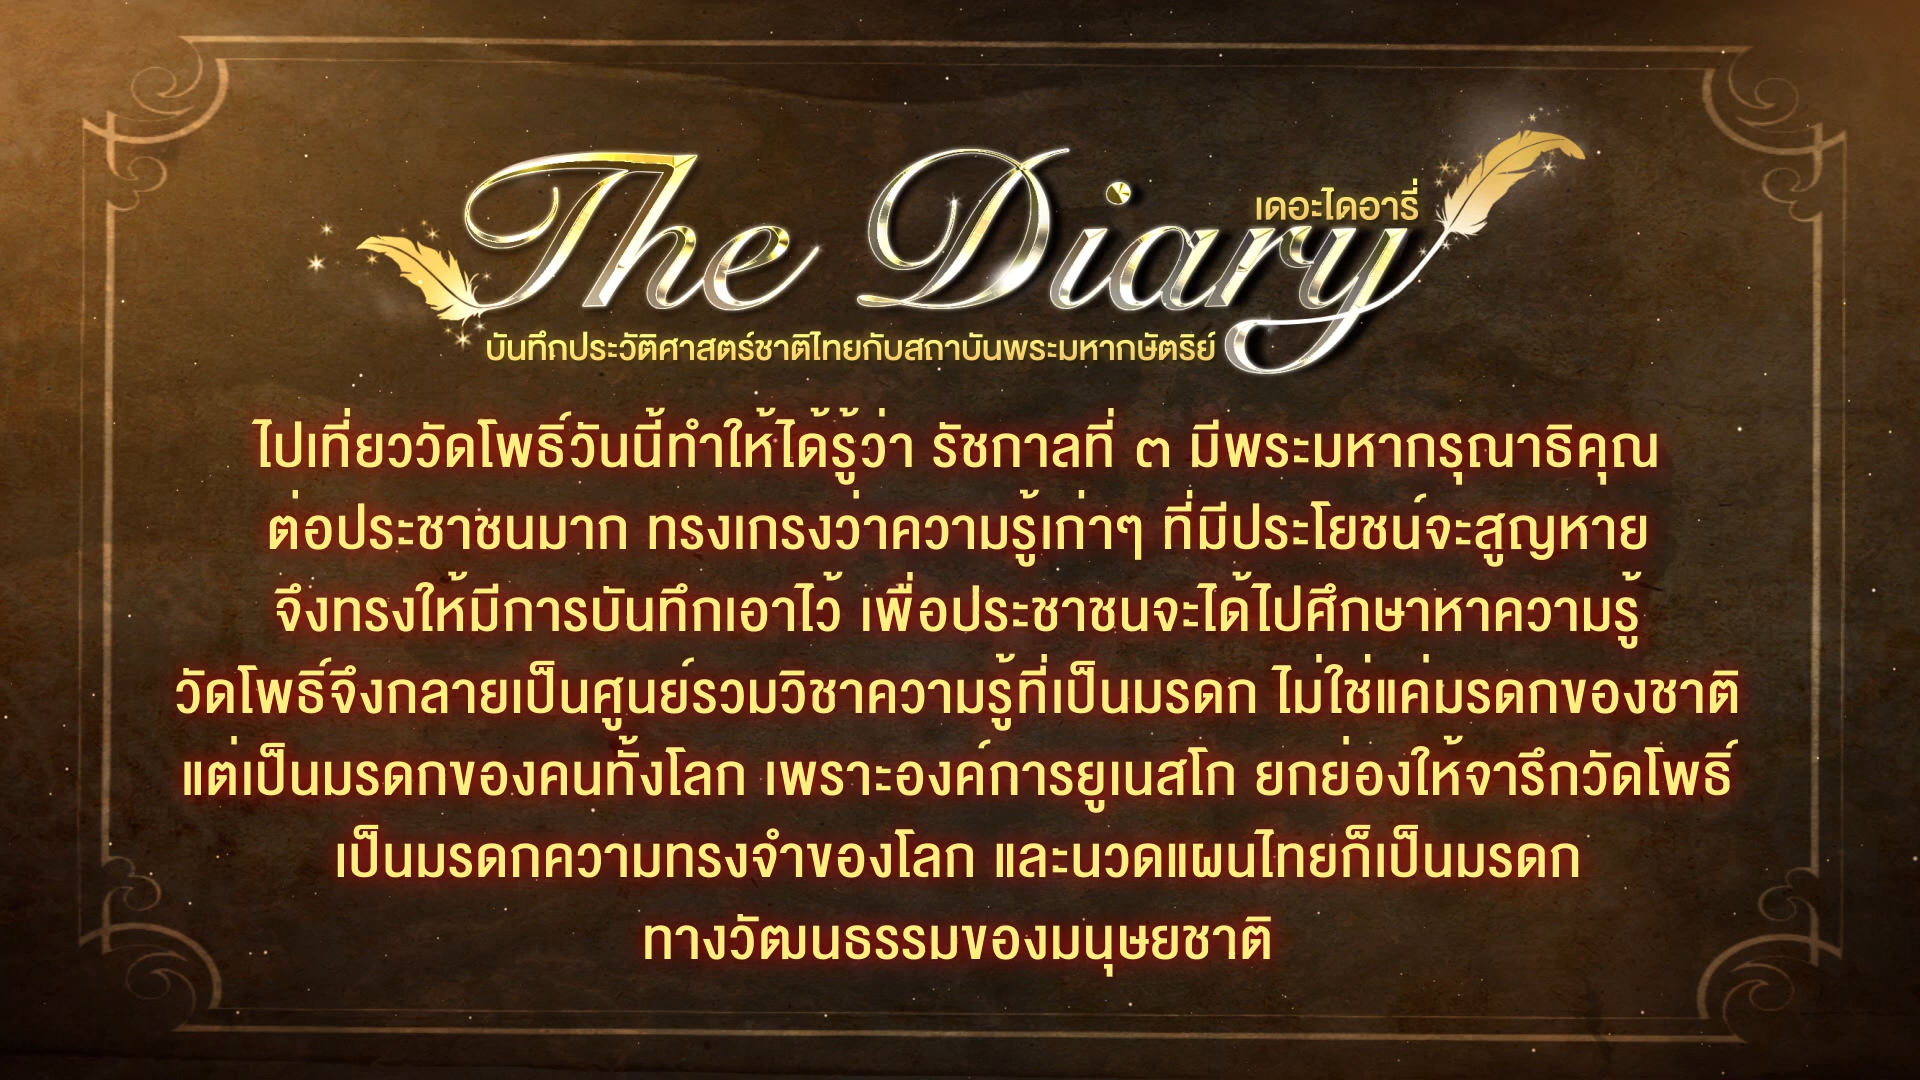 The Diary
เดอะไดอารี่
บันทึกประวัติศาสตร์ชาติไทยกับสถาบันพระมหากษัตริย์
ไปเที่ยววัดโพธิ์วันนี้ทำให้ได้รู้ว่า รัชกาลที่ ๓ มีพระมหากรุณาธิคุณ
ต่อประชาชนมาก ทรงเกรงว่าความรู้เก่าๆ ที่มีประโยชน์จะสูญหาย
จึงทรงให้มีการบันทึกเอาไว้ เพื่อประชาชนจะได้ไปศึกษาหาความรู้
วัดโพธิ์จึงกลายเป็นศูนย์รวมวิชาความรู้ที่เป็นมรดก ไม่ใช่แค่มรดกของชาติ
แต่เป็นมรดกของคนทั้งโลก เพราะองค์การยูเนสโก ยกย่องให้จารึกวัดโพธิ์
เป็นมรดกความทรงจำของโลก และนวดแผนไทยก็เป็นมรดก
ทางวัฒนธรรมของมนุษยชาติ